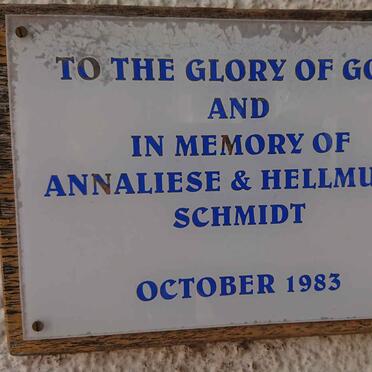 TO THE GLORY OF GO
AND
IN MEMORY OF
ANNALIESE & HELLMU
SCHMIDT
OCTOBER 1983